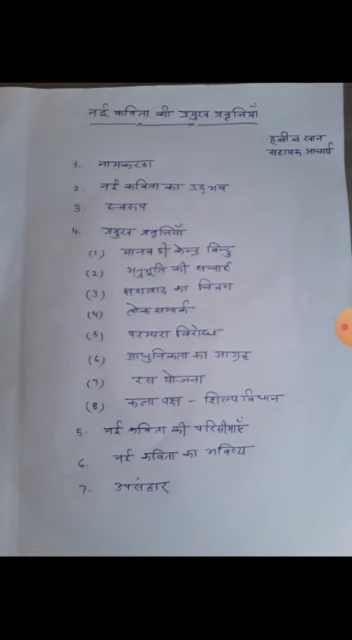 नई कविता की प्रमुख प्रवृत्तियाँ
हबीब खान
सहायक आचार्य
1. नामकरण
2. नई कविता का उद्भव
3 स्वरूप
4. प्रमुख प्रवृत्तियाँ
(1) मानव ही केन्द्र बिन्दु
(2) अनुभूति की सच्चाई
(3) क्षणवाद का चित्रण
(4) लोक सम्पर्क
(5) परम्परा विरोध
(6) आधुनिकता का आग्रह
(7) रस योजना
(8) कला पक्ष - शिल्प विधान
5. नई कविता की परिसीमाएँ
6. नई कविता का भविष्य
7. उपसंहार